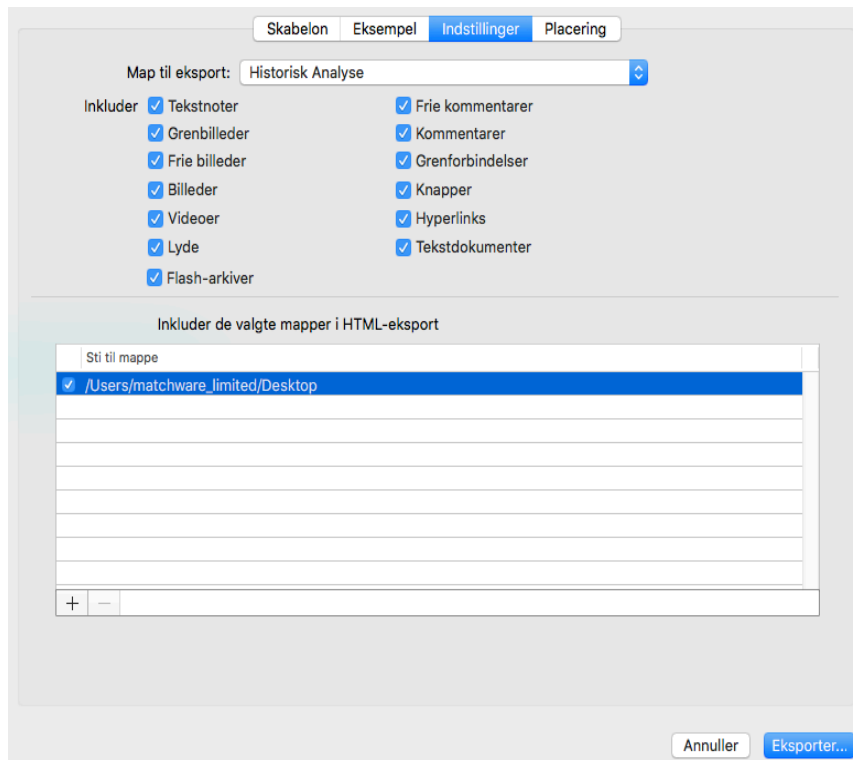 Skabelon Eksempel Indstillinger Placering
Map til eksport: Historisk Analyse
Inkluder Tekstnoter Frie kommentarer
Grenbilleder Kommentarer
Frie billeder Grenforbindelser
Billeder Knapper
Videoer Hyperlinks
Lyde Tekstdokumenter
Flash-arkiver
Inkluder de valgte mapper i HTML-eksport
Sti til mappe
/Users/matchware_limited/Desktop
+ −
Annuller Eksporter...